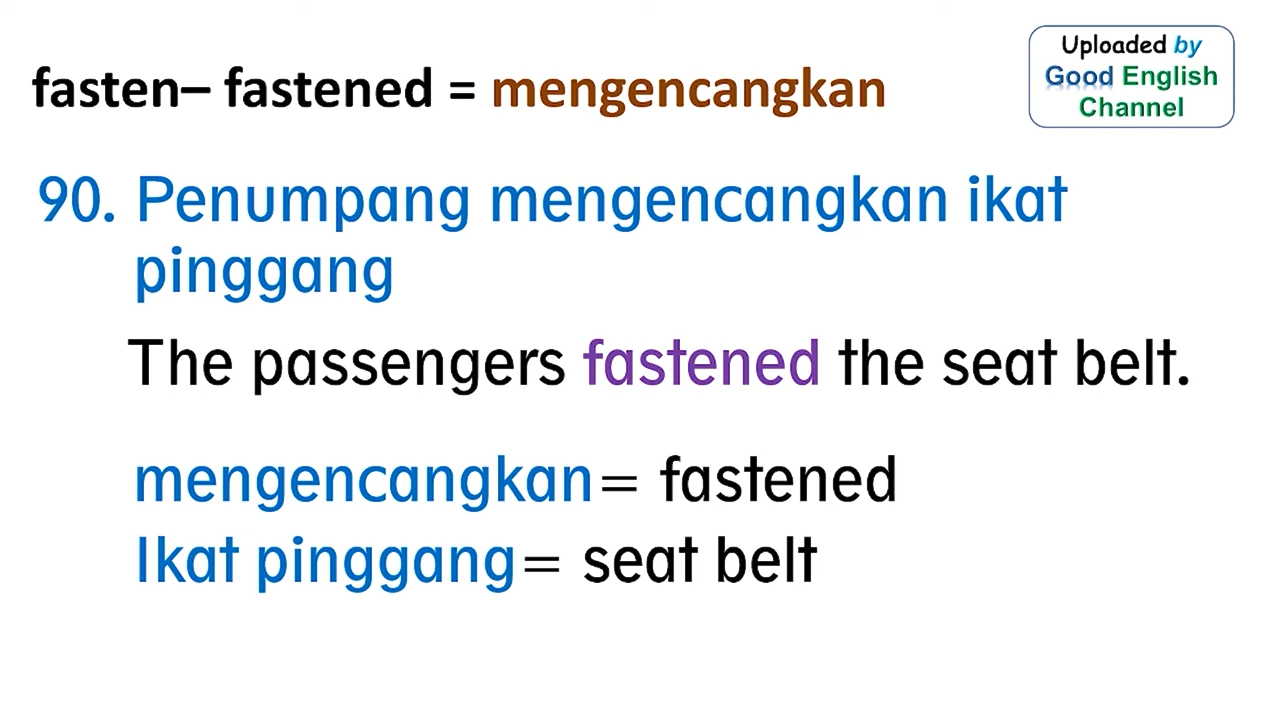 Uploaded by
Good English
Channel
fasten– fastened = mengencangkan
90. Penumpang mengencangkan ikat
pinggang
The passengers fastened the seat belt.
mengencangkan= fastened
Ikat pinggang= seat belt